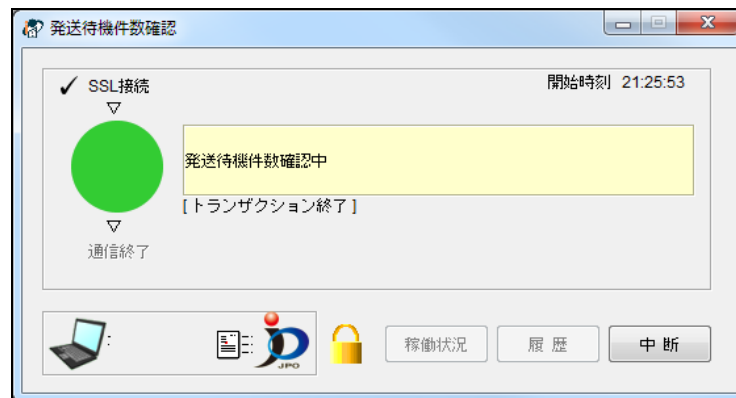 発送待機件数確認
✓ SSL接続
開始時刻 21:25:53
▽
発送待機件数確認中
[トランザクション終了]
▽
通信終了
JPO
稼働状況
履 歴
中 断